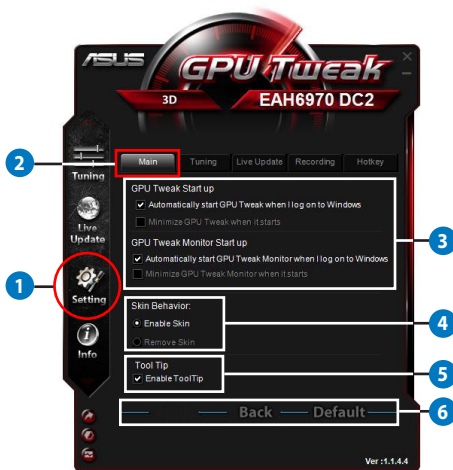 ASUS
GPU Tweak
3D EAH6970 DC2
2
Main Tuning Live Update Recording Hotkey
Tuning
GPU Tweak Start up
Automatically start GPU Tweak when I log on to Windows
Minimize GPU Tweak when it starts
Live
Update
GPU Tweak Monitor Start up
3
Automatically start GPU Tweak Monitor when I log on to Windows
Minimize GPU Tweak Monitor when it starts
1
Setting
Skin Behavior:
Enable Skin
4
Remove Skin
Info
Tool Tip
Enable ToolTip
5
Back Default
6
Ver :1.1.4.4